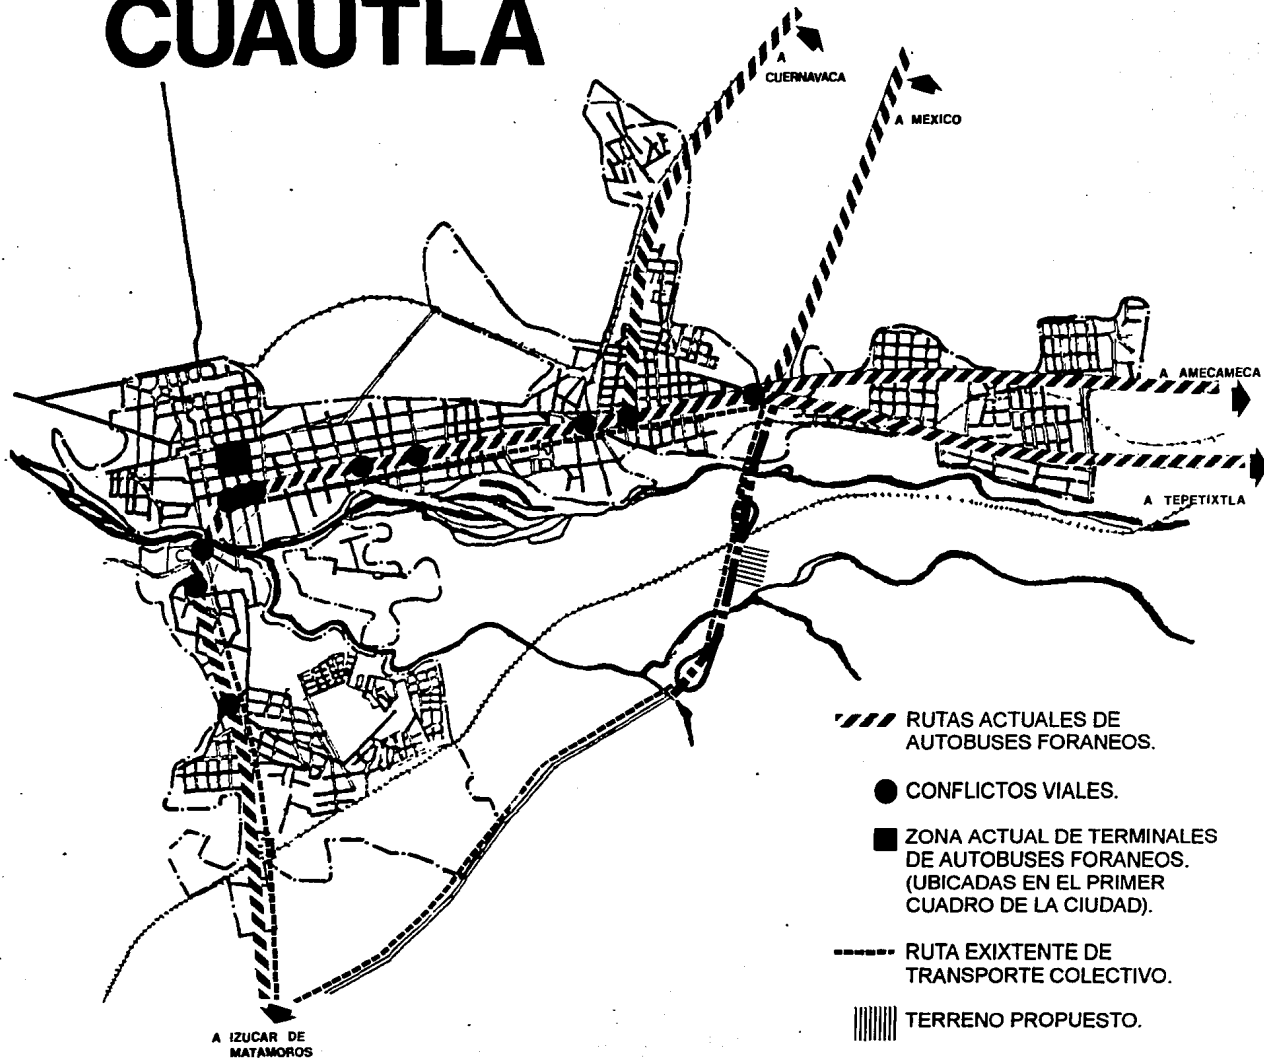 CUAUTLA
A
CUERNAVACA
A MEXICO
A AMECAMECA
A TEPETIXTLA
RUTAS ACTUALES DE
AUTOBUSES FORANEOS.
CONFLICTOS VIALES.
ZONA ACTUAL DE TERMINALES
DE AUTOBUSES FORANEOS.
(UBICADAS EN EL PRIMER
CUADRO DE LA CIUDAD).
RUTA EXIXTENTE DE
TRANSPORTE COLECTIVO.
TERRENO PROPUESTO.
A IZUCAR DE
MATAMOROS